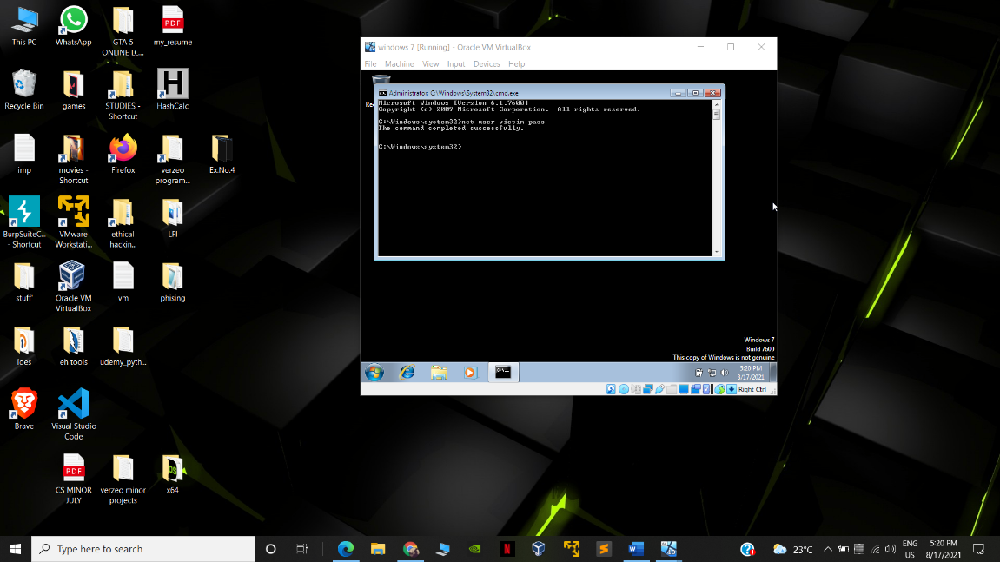 This PC
WhatsApp
GTA 5
ONLINE LC...
PDF
my_resume
Recycle Bin
games
STUDIES -
Shortcut
H
HashCalc
imp
movies -
Shortcut
Firefox
verzeo
program...
Ex.No.4
BurpSuiteC...
- Shortcut
VMware
Workstati...
ethical
hackin...
LFI
stuff'
Oracle VM
VirtualBox
vm
phising
ides
eh tools
udemy_pyth...
Brave
Visual Studio
Code
PDF
CS MINOR
JULY
verzeo minor
projects
OS
x64
windows 7 [Running] - Oracle VM VirtualBox
File Machine View Input Devices Help
Re
Administrator: C:\Windows\System32\cmd.exe
Microsoft Windows [Version 6.1.7600]
Copyright (c) 2009 Microsoft Corporation. All rights reserved.
C:\Windows\system32>net user victin pass
The command completed successfully.
C:\Windows\system32>
Windows 7
Build 7600
This copy of Windows is not genuine
5:20 PM
8/17/2021
Right Ctrl
Type here to search
N
W
23°C
ENG
US
5:20 PM
8/17/2021